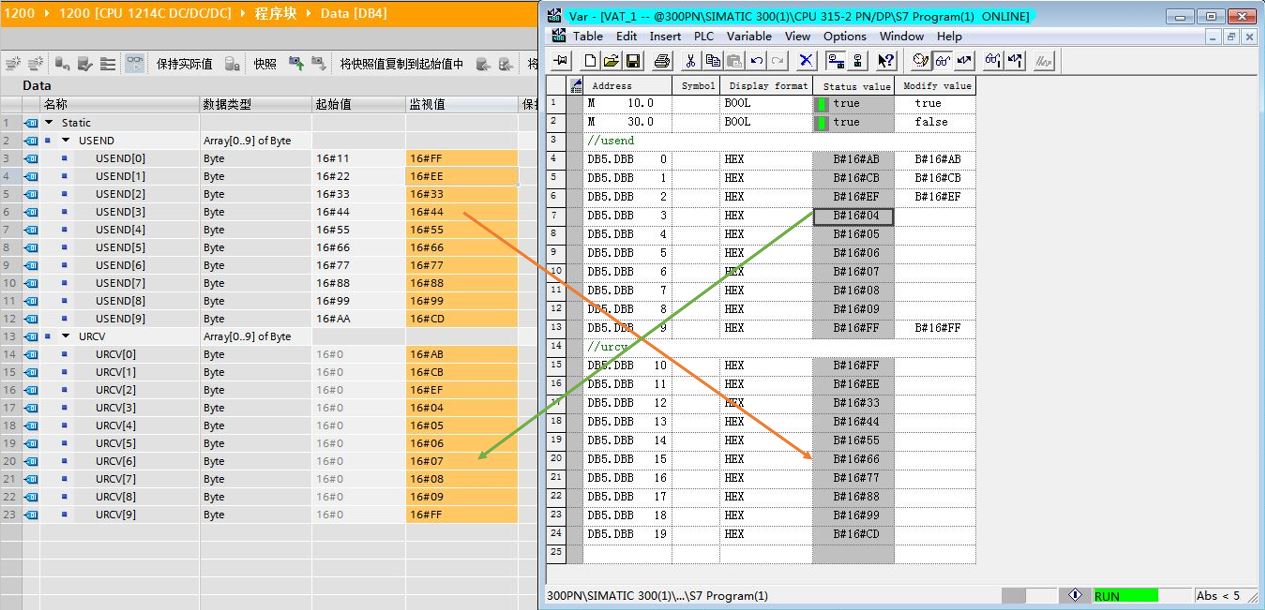 1200 ▸ 1200 [CPU 1214C DC/DC/DC] ▸ 程序块 ▸ Data [DB4]
保持实际值 快照 将快照值复制到起始值中 将
Data
名称 数据类型 起始值 监视值 保
1 Static
2 USEND Array[0..9] of Byte
3 USEND[0] Byte 16#11 16#FF
4 USEND[1] Byte 16#22 16#EE
5 USEND[2] Byte 16#33 16#33
6 USEND[3] Byte 16#44 16#44
7 USEND[4] Byte 16#55 16#55
8 USEND[5] Byte 16#66 16#66
9 USEND[6] Byte 16#77 16#77
10 USEND[7] Byte 16#88 16#88
11 USEND[8] Byte 16#99 16#99
12 USEND[9] Byte 16#AA 16#CD
13 URCV Array[0..9] of Byte
14 URCV[0] Byte 16#0 16#AB
15 URCV[1] Byte 16#0 16#CB
16 URCV[2] Byte 16#0 16#EF
17 URCV[3] Byte 16#0 16#04
18 URCV[4] Byte 16#0 16#05
19 URCV[5] Byte 16#0 16#06
20 URCV[6] Byte 16#0 16#07
21 URCV[7] Byte 16#0 16#08
22 URCV[8] Byte 16#0 16#09
23 URCV[9] Byte 16#0 16#FF
Var - [VAT_1 -- @300PN\SIMATIC 300(1)\CPU 315-2 PN/DP\S7 Program(1) ONLINE]
Table Edit Insert PLC Variable View Options Window Help
Address Symbol Display format Status value Modify value
1 M 10.0 BOOL true true
2 M 30.0 BOOL true false
3 //usend
4 DB5.DBB 0 HEX B#16#AB B#16#AB
5 DB5.DBB 1 HEX B#16#CB B#16#CB
6 DB5.DBB 2 HEX B#16#EF B#16#EF
7 DB5.DBB 3 HEX B#16#04
8 DB5.DBB 4 HEX B#16#05
9 DB5.DBB 5 HEX B#16#06
10 DB5.DBB 6 HEX B#16#07
11 DB5.DBB 7 HEX B#16#08
12 DB5.DBB 8 HEX B#16#09
13 DB5.DBB 9 HEX B#16#FF B#16#FF
14 //urcv
15 DB5.DBB 10 HEX B#16#FF
16 DB5.DBB 11 HEX B#16#EE
17 DB5.DBB 12 HEX B#16#33
18 DB5.DBB 13 HEX B#16#44
19 DB5.DBB 14 HEX B#16#55
20 DB5.DBB 15 HEX B#16#66
21 DB5.DBB 16 HEX B#16#77
22 DB5.DBB 17 HEX B#16#88
23 DB5.DBB 18 HEX B#16#99
24 DB5.DBB 19 HEX B#16#CD
25
300PN\SIMATIC 300(1)\...\S7 Program(1) RUN Abs < 5